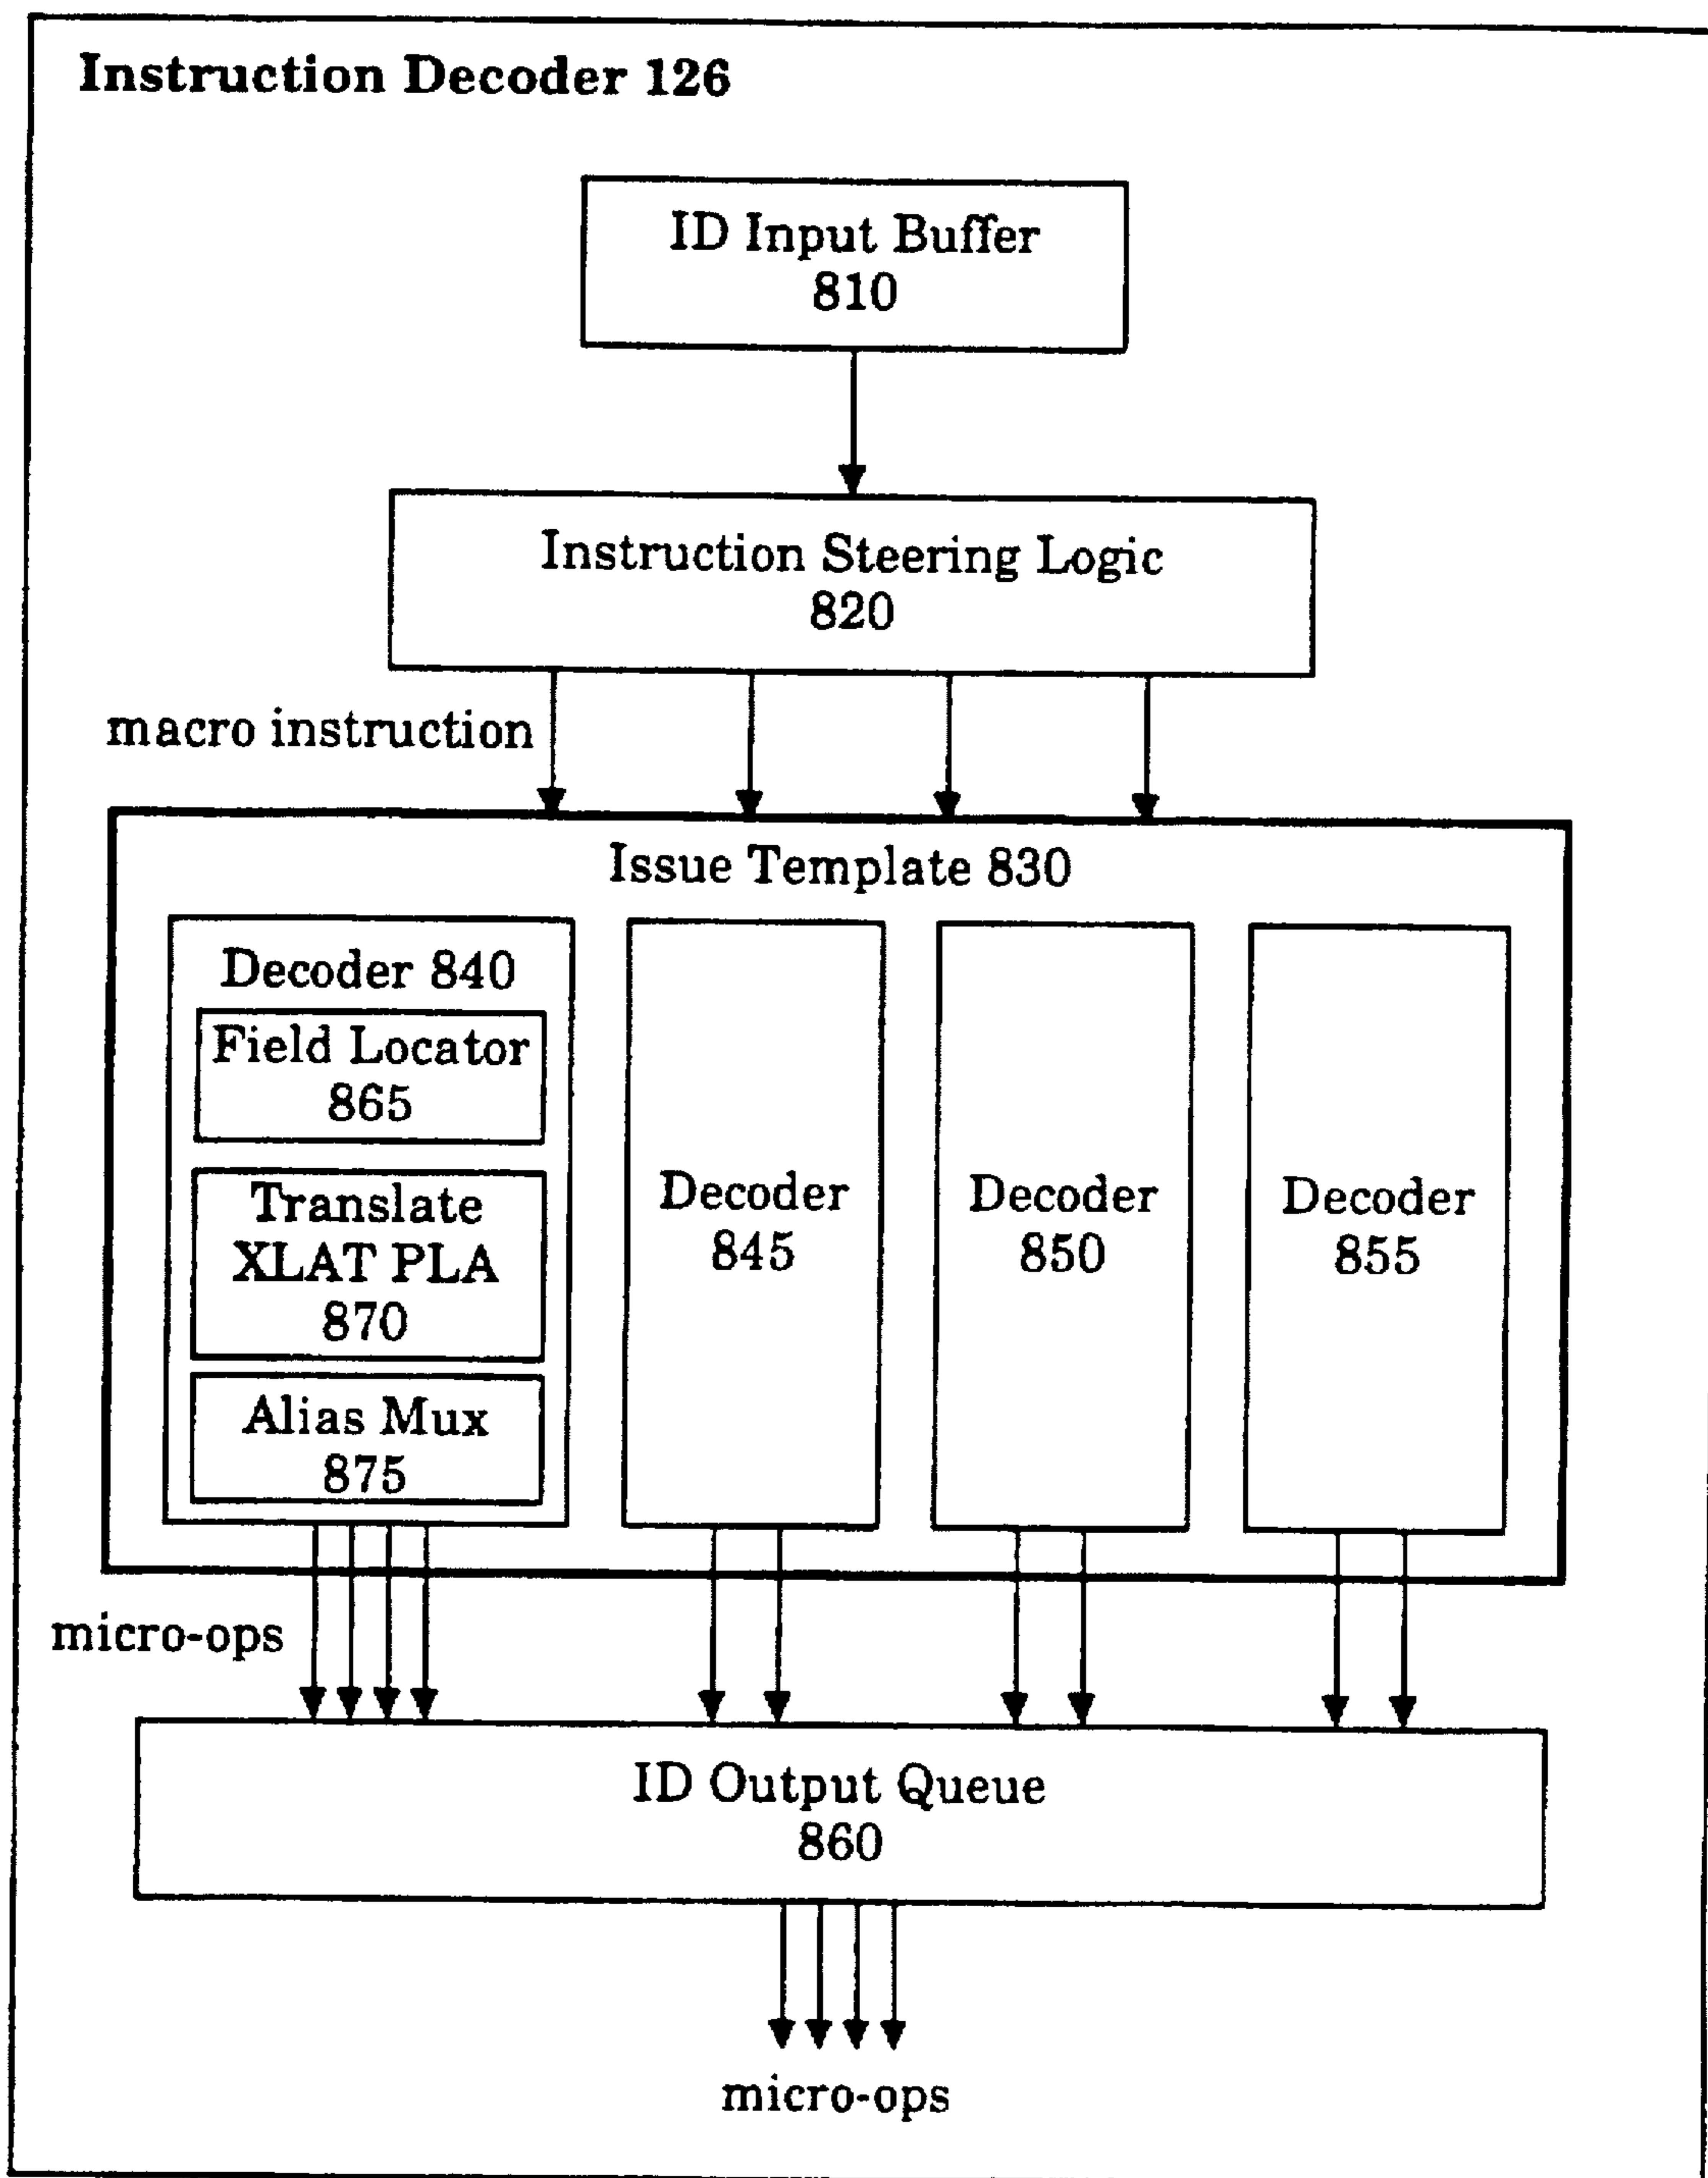 Instruction Decoder 126
ID Input Buffer
810
Instruction Steering Logic
820
macro instruction
Issue Template 830
Decoder 840
Field Locator
865
Translate
XLAT PLA
870
Alias Mux
875
Decoder
845
Decoder
850
Decoder
855
micro-ops
ID Output Queue
860
micro-ops